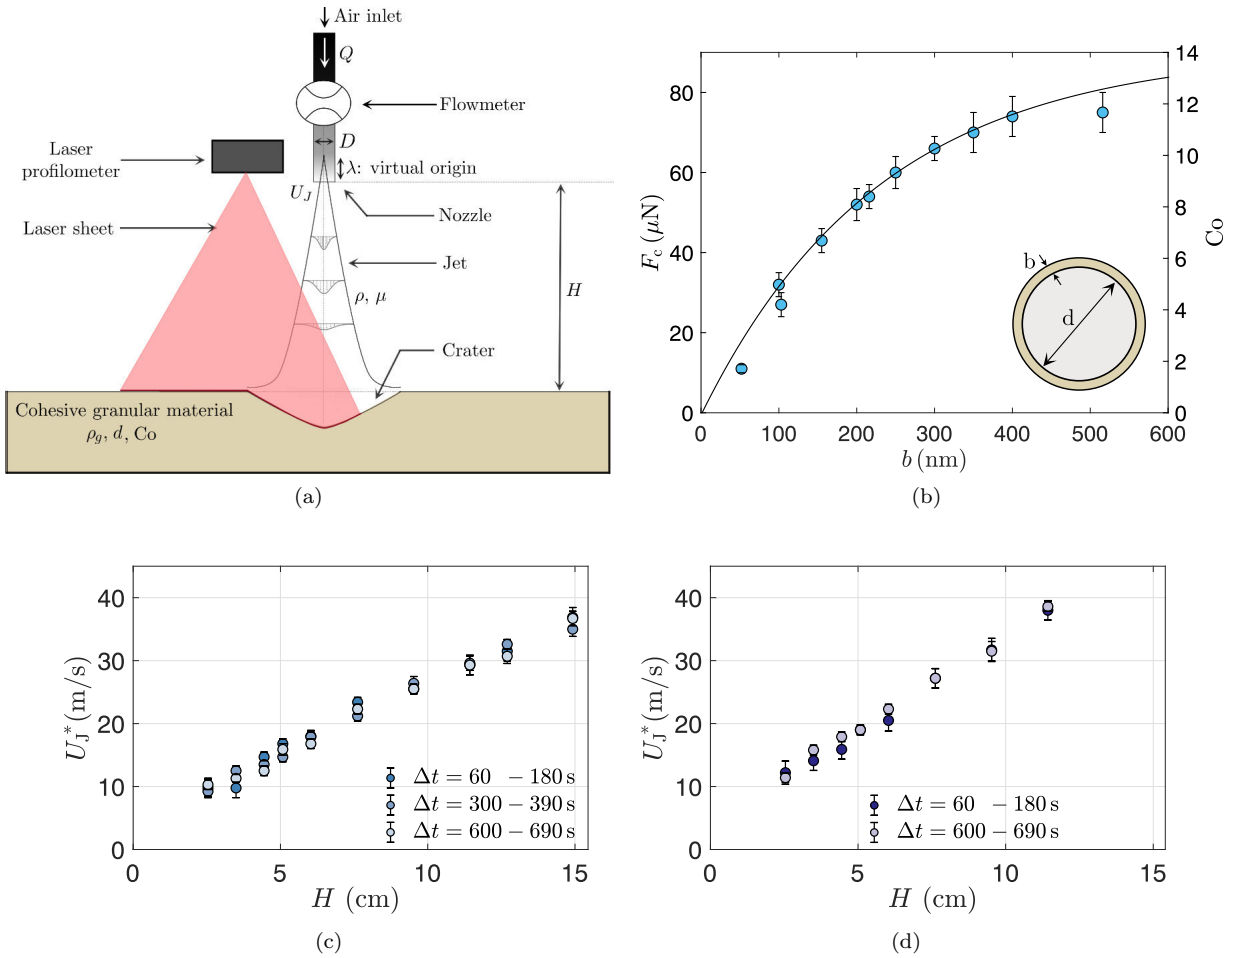 Air inlet
Q
Flowmeter
D
λ: virtual origin
U_J
Laser
profilometer
Nozzle
Laser sheet
Jet
H
ρ, μ
Crater
Cohesive granular material
ρ_g, d, Co
(a)
80
60
40
20
0
F_c (μN)
14
12
10
8
6
4
2
0
Co
b
d
0 100 200 300 400 500 600
b (nm)
(b)
40
30
20
10
0
U_J* (m/s)
Δt = 60 − 180 s
Δt = 300 − 390 s
Δt = 600 − 690 s
0 5 10 15
H (cm)
(c)
40
30
20
10
0
U_J* (m/s)
Δt = 60 − 180 s
Δt = 600 − 690 s
0 5 10 15
H (cm)
(d)